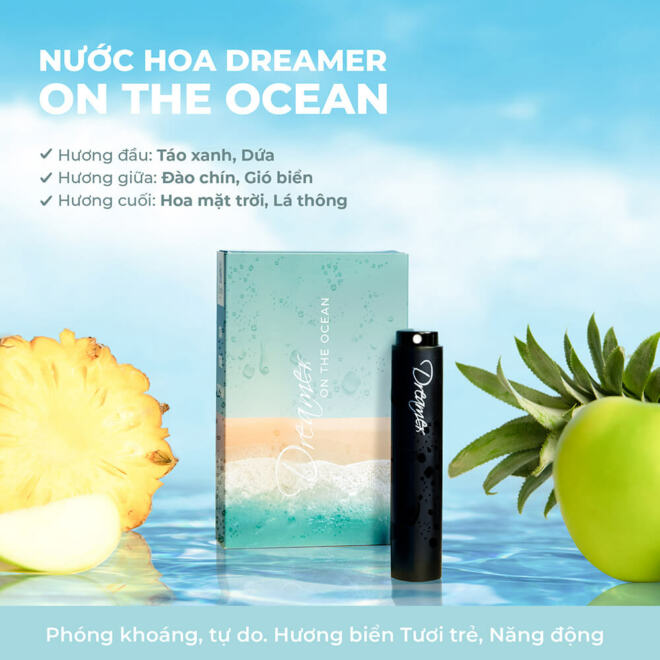 NƯỚC HOA DREAMER
ON THE OCEAN
Hương đầu: Táo xanh, Dứa
Hương giữa: Đào chín, Gió biển
Hương cuối: Hoa mặt trời, Lá thông
Dreamer
ON THE OCEAN
Dreamer
Phóng khoáng, tự do. Hương biển Tươi trẻ, Năng động